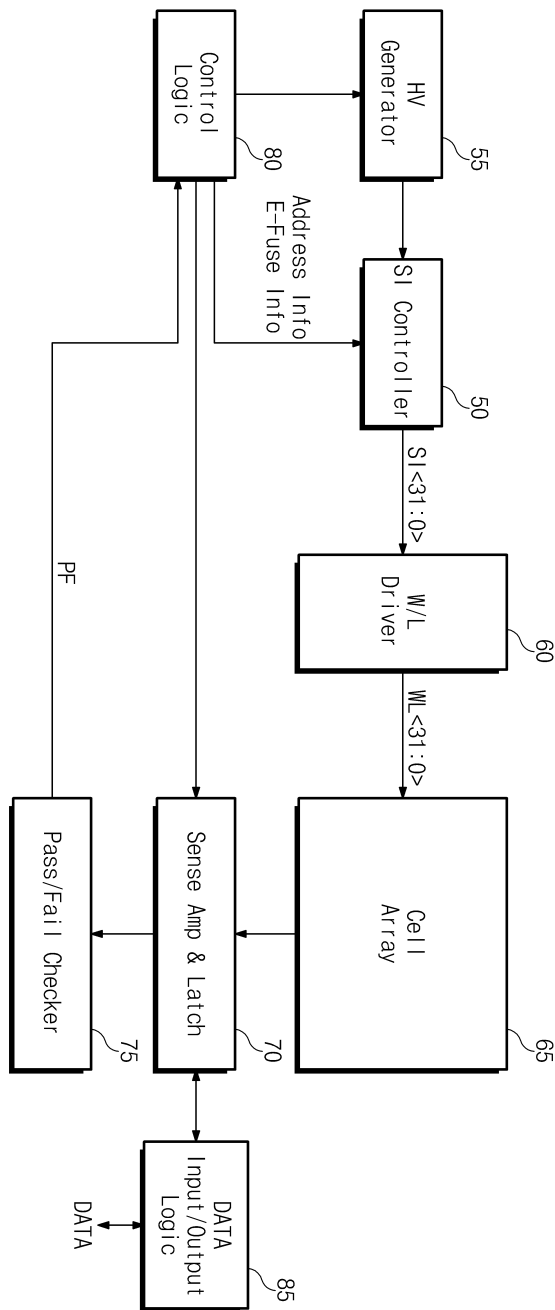 55
HV
Generator
50
SI Controller
SI<31:0>
60
W/L
Driver
WL<31:0>
65
Cell
Array
Address Info
E-Fuse Info
80
Control
Logic
70
Sense Amp & Latch
85
DATA
Input/Output
Logic
DATA
75
Pass/Fail Checker
PF